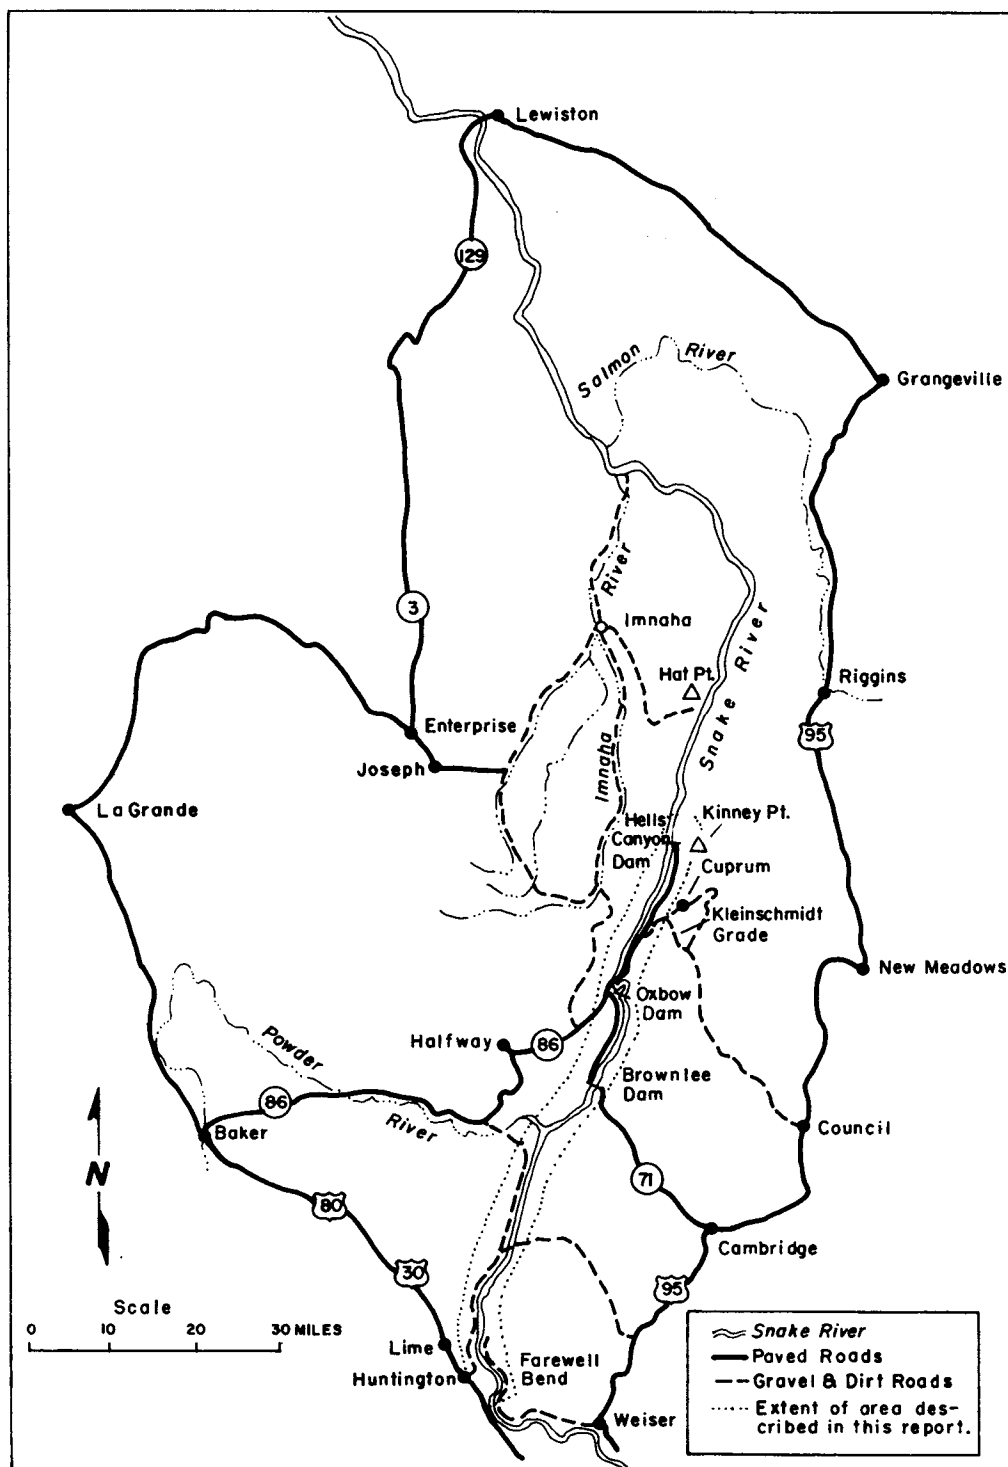 Lewiston
129
Salmon River
Grangeville
River
Imnaha
3
Snake River
Hat Pt.
Riggins
Enterprise
95
Joseph
Imnaha
La Grande
Hells
Canyon
Dam
Kinney Pt.
Cuprum
Kleinschmidt
Grade
New Meadows
Oxbow
Dam
Halfway
86
Powder
River
Brownlee
Dam
86
Baker
Council
N
71
80
Cambridge
30
95
Scale
0 10 20 30 MILES
Lime
Huntington
Farewell
Bend
Weiser
Snake River
Paved Roads
Gravel & Dirt Roads
Extent of area des-
cribed in this report.